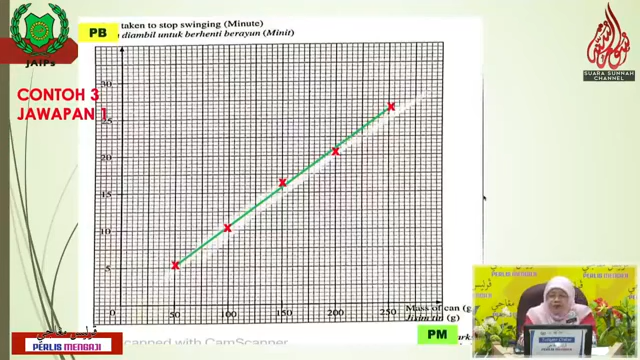 PB
taken to stop swinging (Minute)
diambil untuk berhenti berayun (Minit)
JAIPs
CONTOH 3
JAWAPAN 1
SUARA SUNNAH
CHANNEL
30
25
20
15
10
5
0
50
100
150
200
250
Mass of can (g
Jisim tin (g)
PM
PERLIS MENGAJI
PERLIS MENGAJI
canned with CamScanner